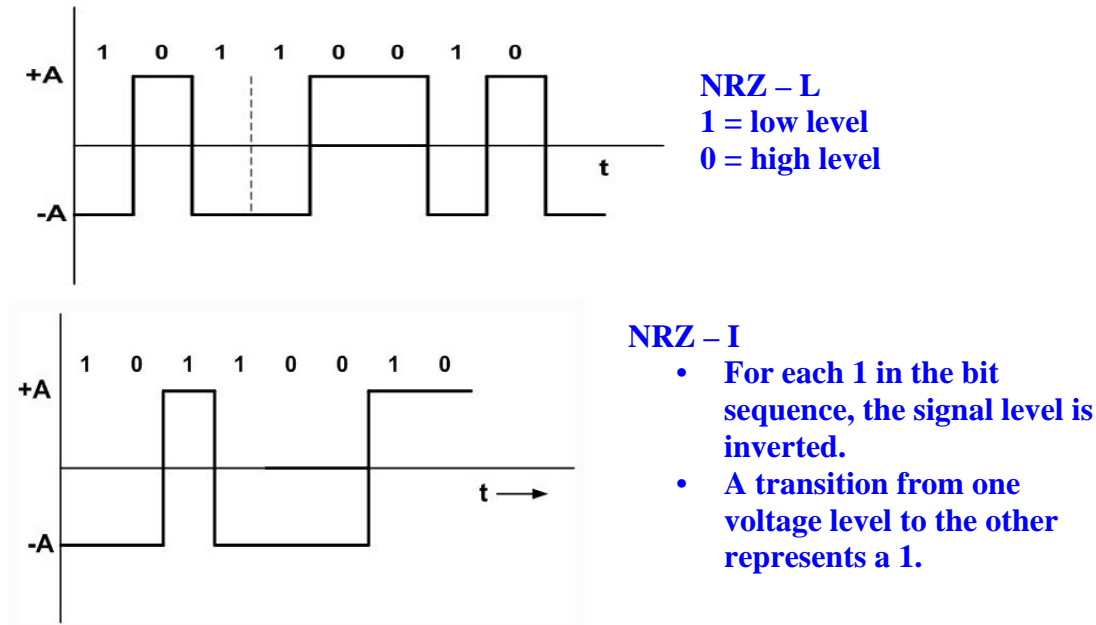 1 0 1 1 0 0 1 0
+A
NRZ – L
1 = low level
0 = high level
t
-A
NRZ – I
1 0 1 1 0 0 1 0
• For each 1 in the bit
+A
sequence, the signal level is
inverted.
• A transition from one
t
voltage level to the other
-A
represents a 1.